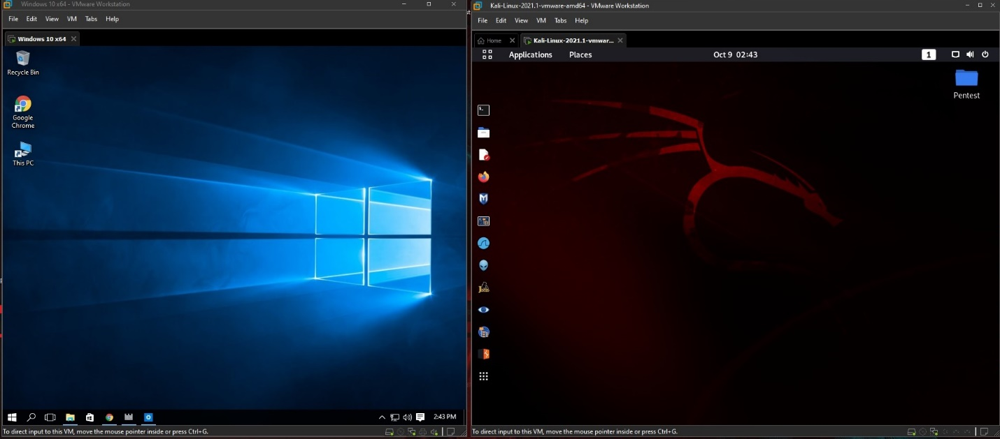 Windows 10 x64 - VMware Workstation
File Edit View VM Tabs Help
Windows 10 x64
Recycle Bin
Google
Chrome
This PC
2:43 PM
To direct input to this VM, move the mouse pointer inside or press Ctrl+G.
Kali-Linux-2021.1-vmware-amd64 - VMware Workstation
File Edit View VM Tabs Help
Home Kali-Linux-2021.1-vmwar...
Applications Places Oct 9 02:43 1
Pentest
John
To direct input to this VM, move the mouse pointer inside or press Ctrl+G.